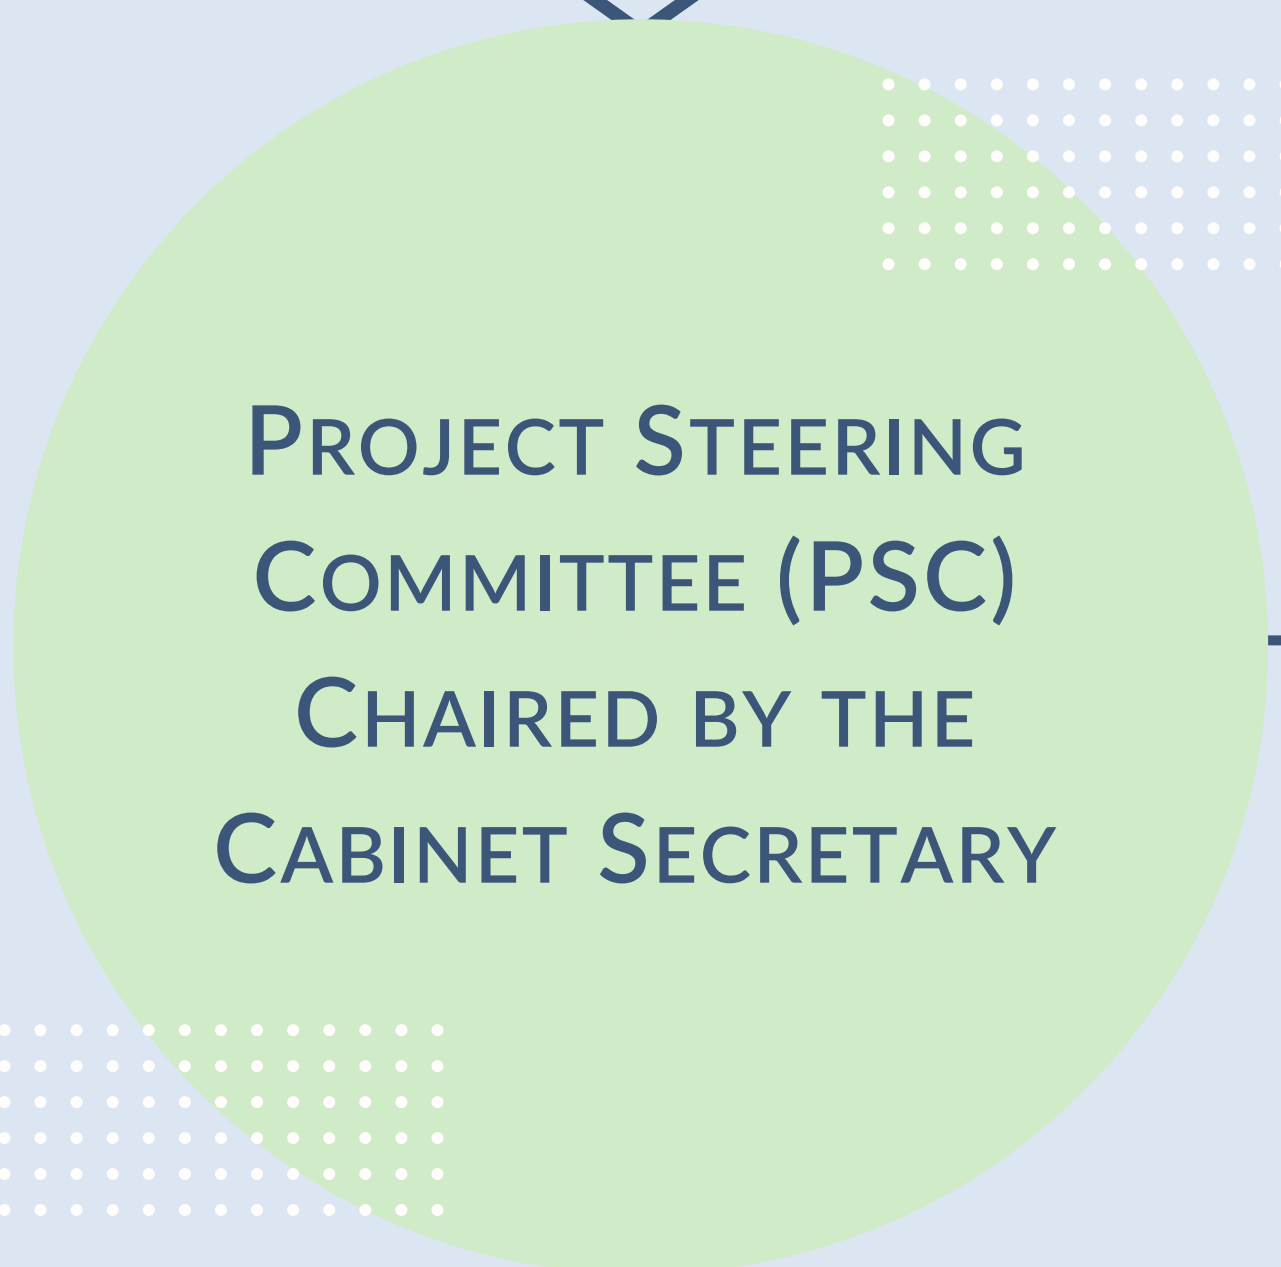 Project Steering
Committee (PSC)
Chaired by the
Cabinet Secretary